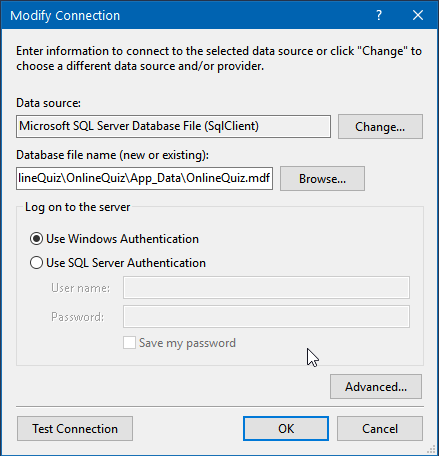 Modify Connection
Enter information to connect to the selected data source or click "Change" to
choose a different data source and/or provider.
Data source:
Microsoft SQL Server Database File (SqlClient)
Change...
Database file name (new or existing):
lineQuiz\OnlineQuiz\App_Data\OnlineQuiz.mdf
Browse...
Log on to the server
Use Windows Authentication
Use SQL Server Authentication
User name:
Password:
Save my password
Advanced...
Test Connection
OK
Cancel